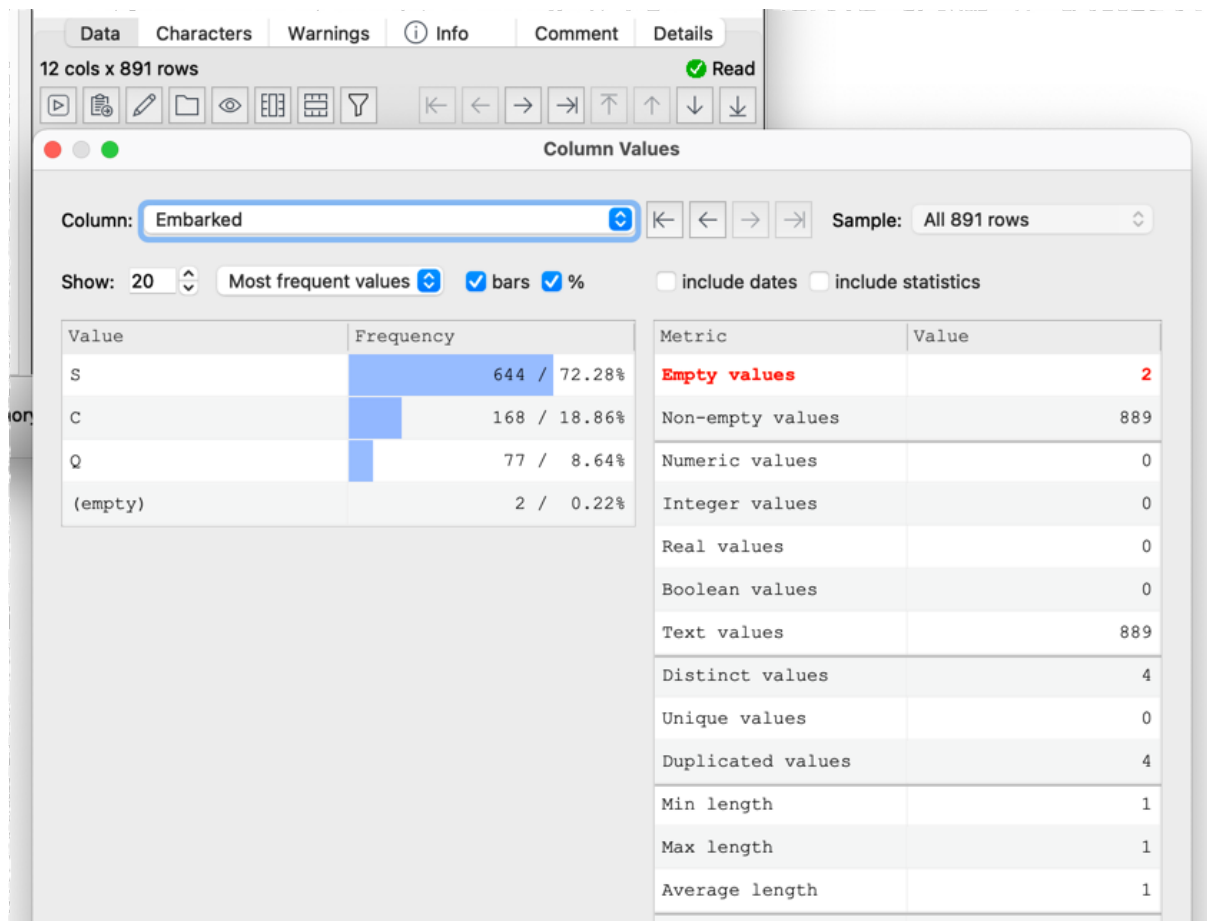 Data Characters Warnings Info Comment Details
12 cols x 891 rows Read
Column Values
Column: Embarked Sample: All 891 rows
Show: 20 Most frequent values bars % include dates include statistics
Value Frequency
S 644 / 72.28%
C 168 / 18.86%
Q 77 / 8.64%
(empty) 2 / 0.22%
Metric Value
Empty values 2
Non-empty values 889
Numeric values 0
Integer values 0
Real values 0
Boolean values 0
Text values 889
Distinct values 4
Unique values 0
Duplicated values 4
Min length 1
Max length 1
Average length 1